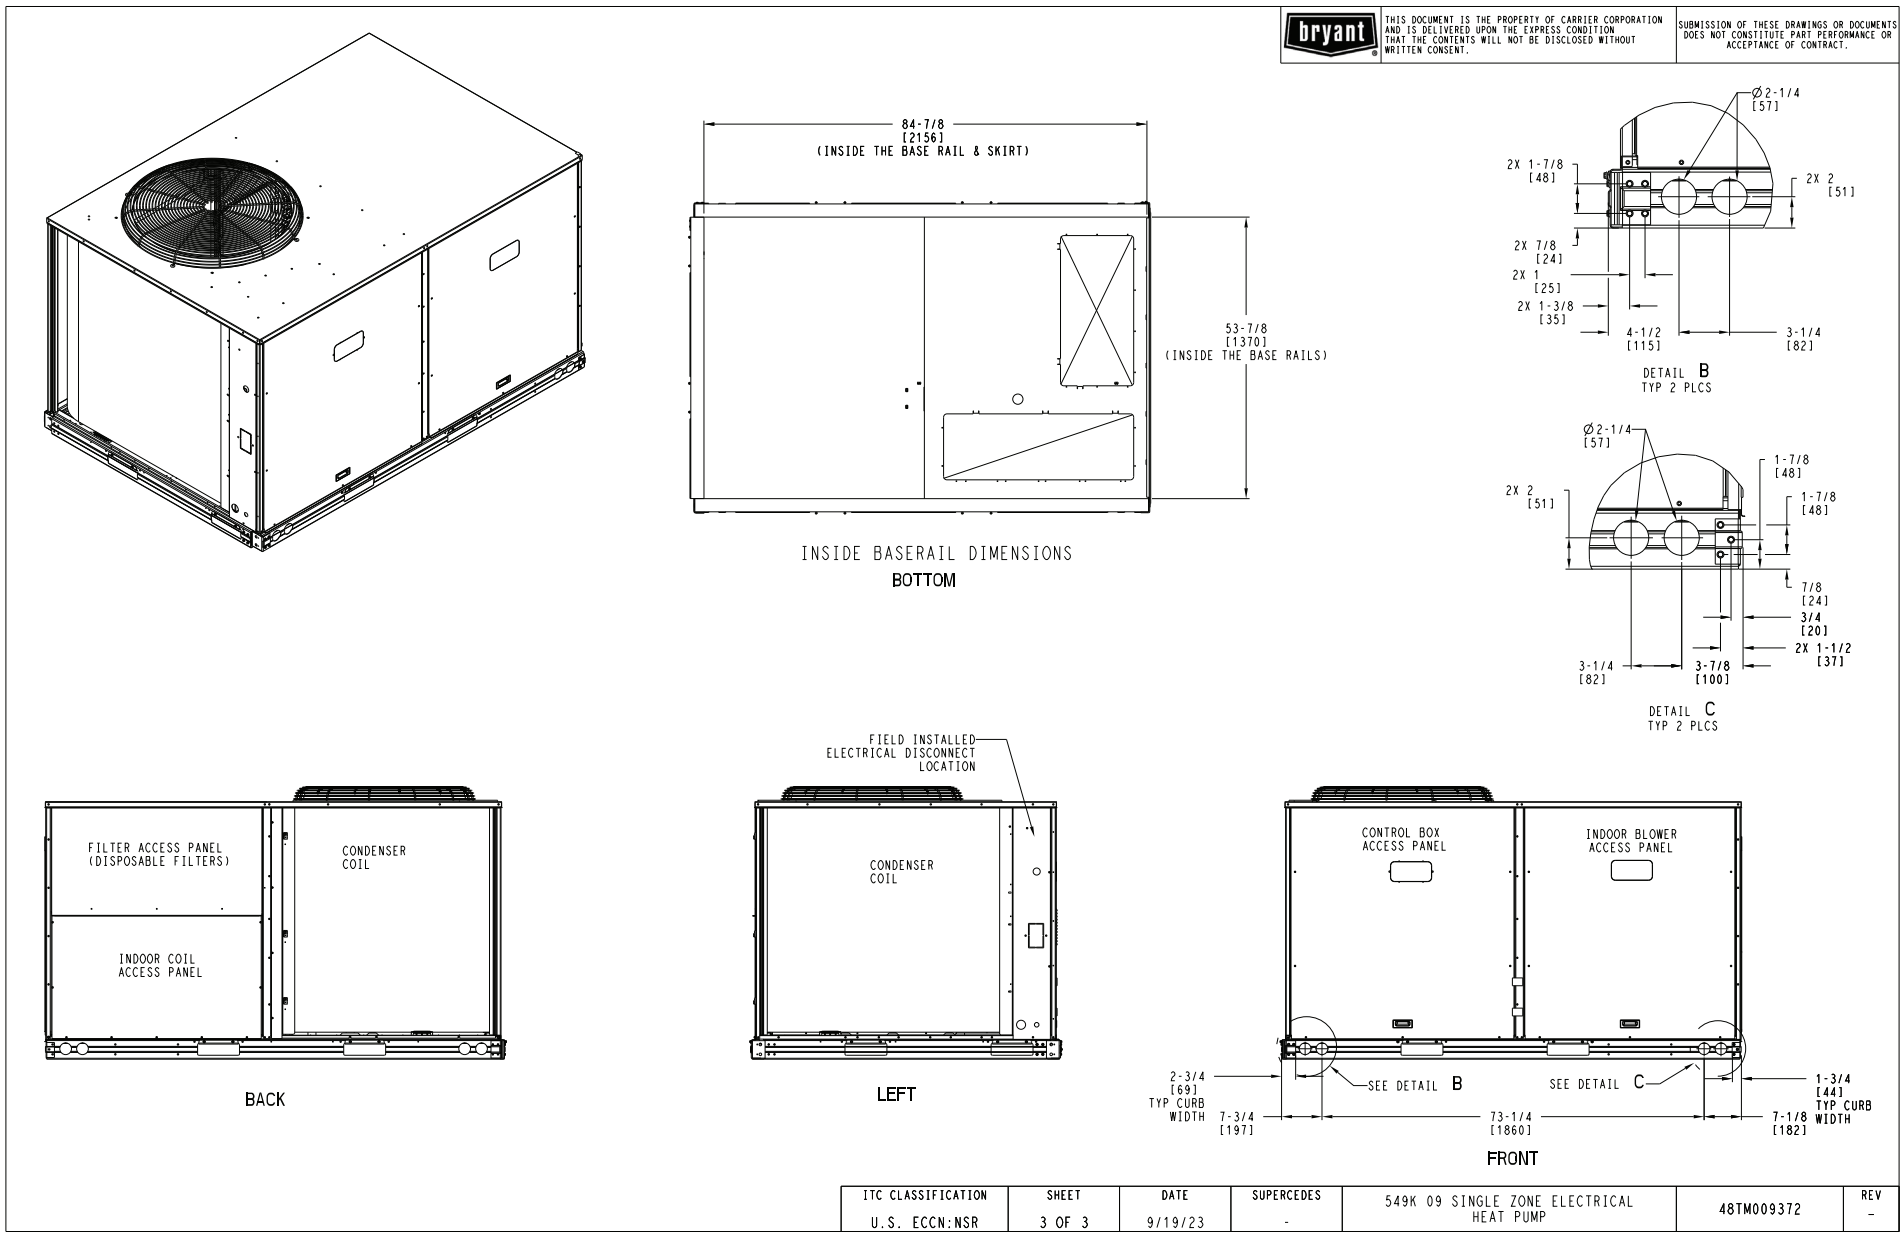 bryant
®
THIS DOCUMENT IS THE PROPERTY OF CARRIER CORPORATION
AND IS DELIVERED UPON THE EXPRESS CONDITION
THAT THE CONTENTS WILL NOT BE DISCLOSED WITHOUT
WRITTEN CONSENT.
SUBMISSION OF THESE DRAWINGS OR DOCUMENTS
DOES NOT CONSTITUTE PART PERFORMANCE OR
ACCEPTANCE OF CONTRACT.
84-7/8
[2156]
(INSIDE THE BASE RAIL & SKIRT)
53-7/8
[1370]
(INSIDE THE BASE RAILS)
INSIDE BASERAIL DIMENSIONS
BOTTOM
Ø2-1/4
[57]
2X 1-7/8
[48]
2X 2
[51]
2X 7/8
[24]
2X 1
[25]
2X 1-3/8
[35]
4-1/2
[115]
3-1/4
[82]
DETAIL B
TYP 2 PLCS
Ø2-1/4
[57]
1-7/8
[48]
2X 2
[51]
1-7/8
[48]
7/8
[24]
3/4
[20]
2X 1-1/2
[37]
3-1/4
[82]
3-7/8
[100]
DETAIL C
TYP 2 PLCS
FILTER ACCESS PANEL
(DISPOSABLE FILTERS)
CONDENSER
COIL
INDOOR COIL
ACCESS PANEL
BACK
FIELD INSTALLED
ELECTRICAL DISCONNECT
LOCATION
CONDENSER
COIL
LEFT
CONTROL BOX
ACCESS PANEL
INDOOR BLOWER
ACCESS PANEL
2-3/4
[69]
TYP CURB
WIDTH
7-3/4
[197]
SEE DETAIL B
SEE DETAIL C
73-1/4
[1860]
1-3/4
[44]
TYP CURB
WIDTH
7-1/8
[182]
FRONT
ITC CLASSIFICATION
U.S. ECCN:NSR
SHEET
3 OF 3
DATE
9/19/23
SUPERCEDES
-
549K 09 SINGLE ZONE ELECTRICAL
HEAT PUMP
48TM009372
REV
-